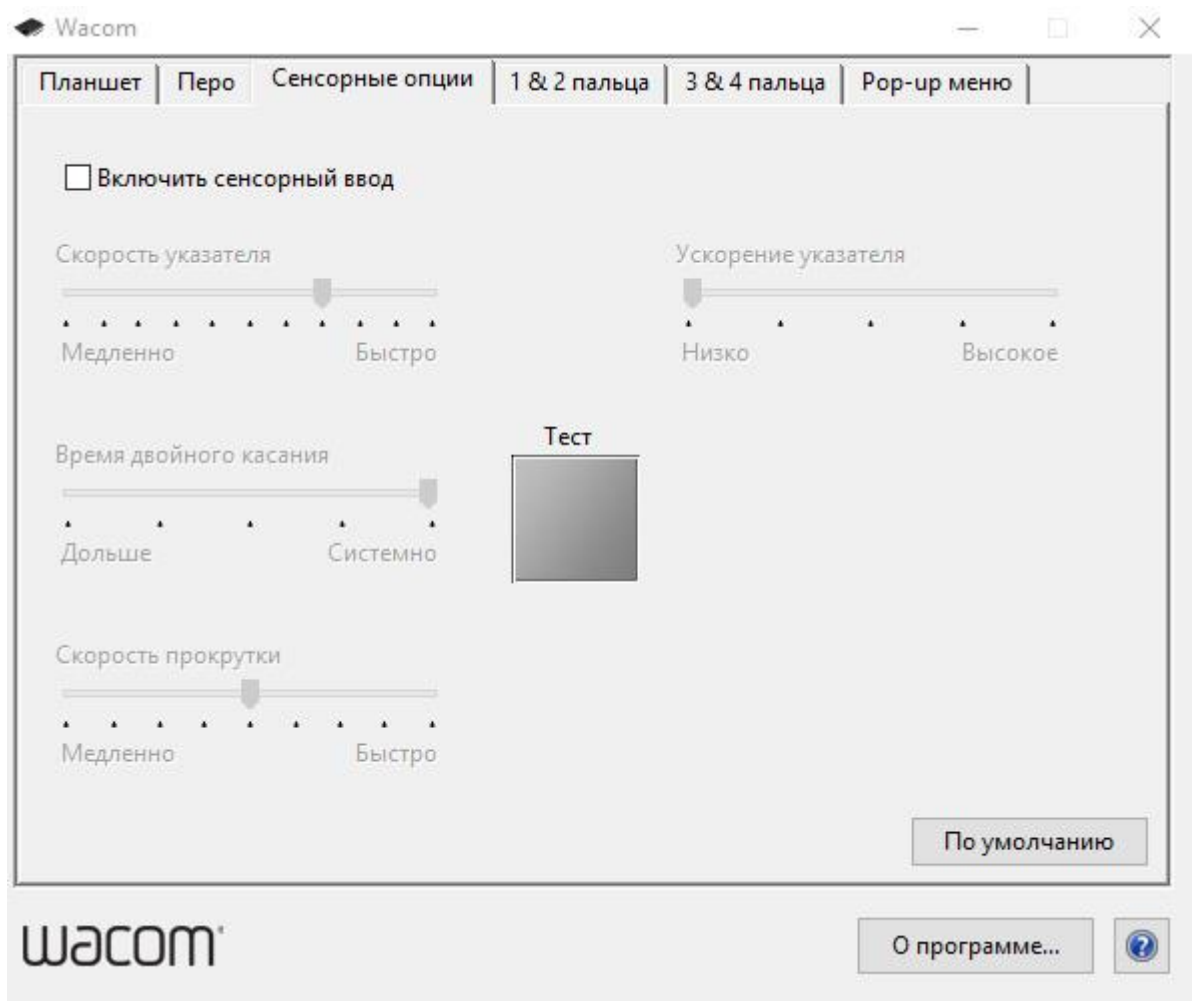 Wacom
Планшет Перо Сенсорные опции 1 & 2 пальца 3 & 4 пальца Pop-up меню
Включить сенсорный ввод
Скорость указателя Ускорение указателя
Медленно Быстро Низко Высокое
Тест
Время двойного касания
Дольше Системно
Скорость прокрутки
Медленно Быстро
По умолчанию
wacom
О программе... ?